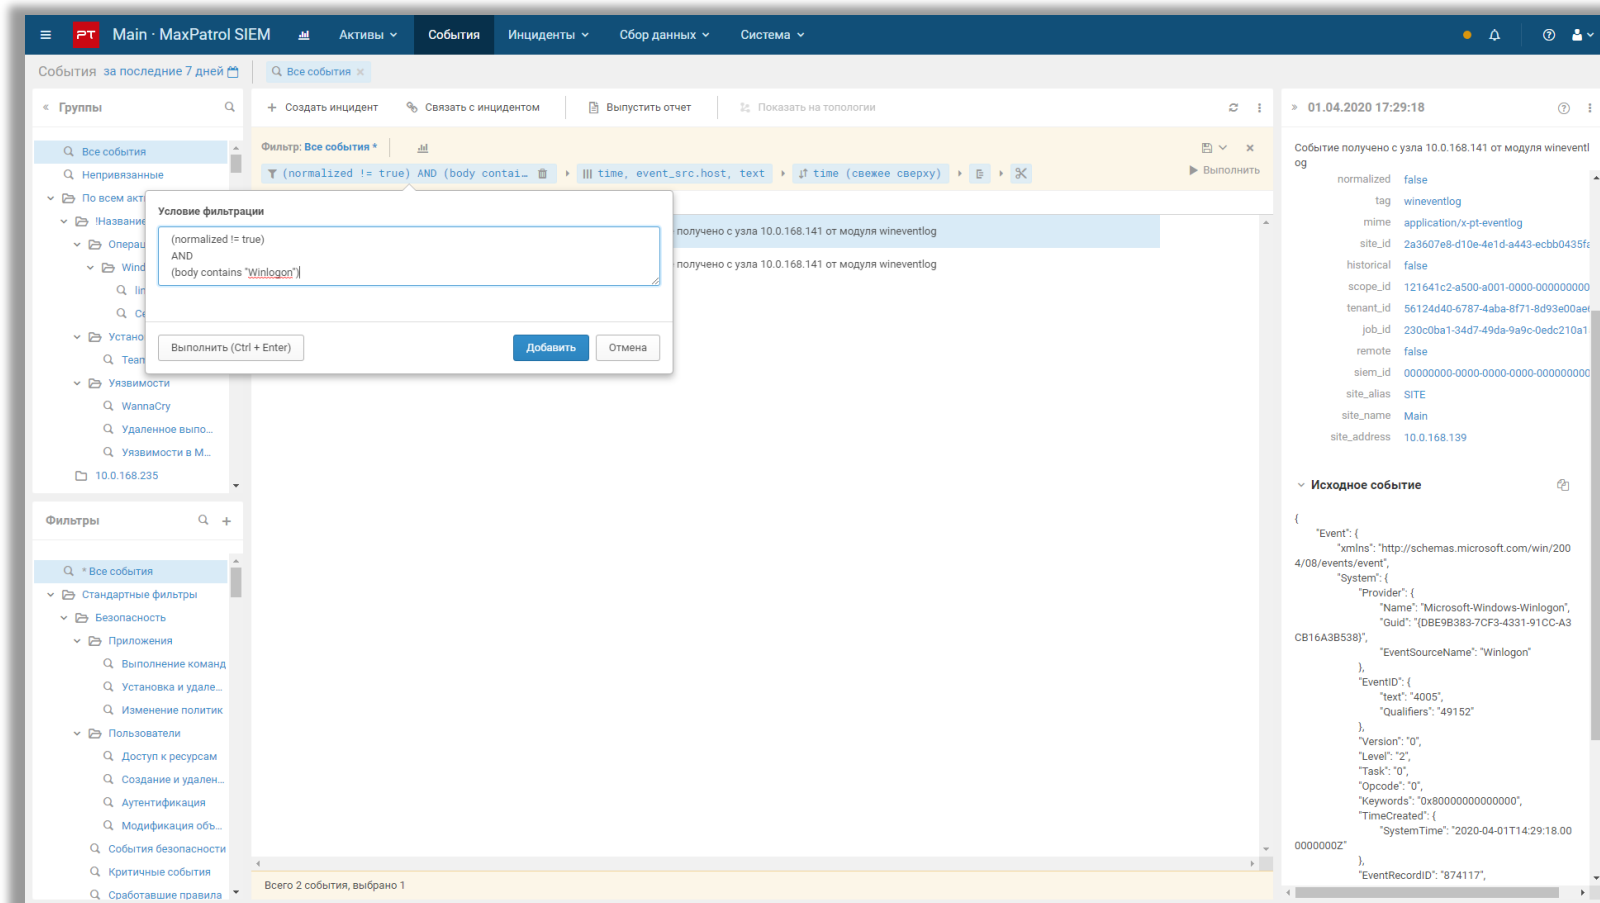 PT Main · MaxPatrol SIEM Активы События Инциденты Сбор данных Система
События за последние 7 дней Все события
Группы
Все события
Непривязанные
По всем
!Название
Windo
Устано
Team
Уязвимости
WannaCry
Удаленное выпо...
Уязвимости в М...
10.0.168.235
Фильтры
* Все события
Стандартные фильтры
Безопасность
Приложения
Выполнение команд
Установка и удале...
Изменение политик
Пользователи
Доступ к ресурсам
Создание и удален...
Аутентификация
Модификация объ...
События безопасности
Критичные события
Сработавшие правила
Создать инцидент Связать с инцидентом Выпустить отчет Показать на топологии
Фильтр: Все события *
(normalized != true) AND (body contai… time, event_src.host, text time (свежее сверху) Выполнить
Условие фильтрации
(normalized != true)
AND
(body contains "Winlogon")
Выполнить (Ctrl + Enter) Добавить Отмена
получено с узла 10.0.168.141 от модуля wineventlog
получено с узла 10.0.168.141 от модуля wineventlog
Всего 2 события, выбрано 1
01.04.2020 17:29:18
Событие получено с узла 10.0.168.141 от модуля wineventl
og
normalized false
tag wineventlog
mime application/x-pt-eventlog
site_id 2a3607e8-d10e-4e1d-a443-ecbb0435fa
historical false
scope_id 121641c2-a500-a001-0000-000000000
tenant_id 56124d40-6787-4aba-8f71-8d93e00ae
job_id 230c0ba1-34d7-49da-9a9c-0edc210a1
remote false
siem_id 00000000-0000-0000-0000-000000000
site_alias SITE
site_name Main
site_address 10.0.168.139
Исходное событие
{
"Event": {
"xmlns": "http://schemas.microsoft.com/win/200
4/08/events/event",
"System": {
"Provider": {
"Name": "Microsoft-Windows-Winlogon",
"Guid": "{DBE9B383-7CF3-4331-91CC-A3
CB16A3B538}",
"EventSourceName": "Winlogon"
},
"EventID": {
"text": "4005",
"Qualifiers": "49152"
},
"Version": "0",
"Level": "2",
"Task": "0",
"Opcode": "0",
"Keywords": "0x80000000000000",
"TimeCreated": {
"SystemTime": "2020-04-01T14:29:18.00
0000000Z"
},
"EventRecordID": "874117",